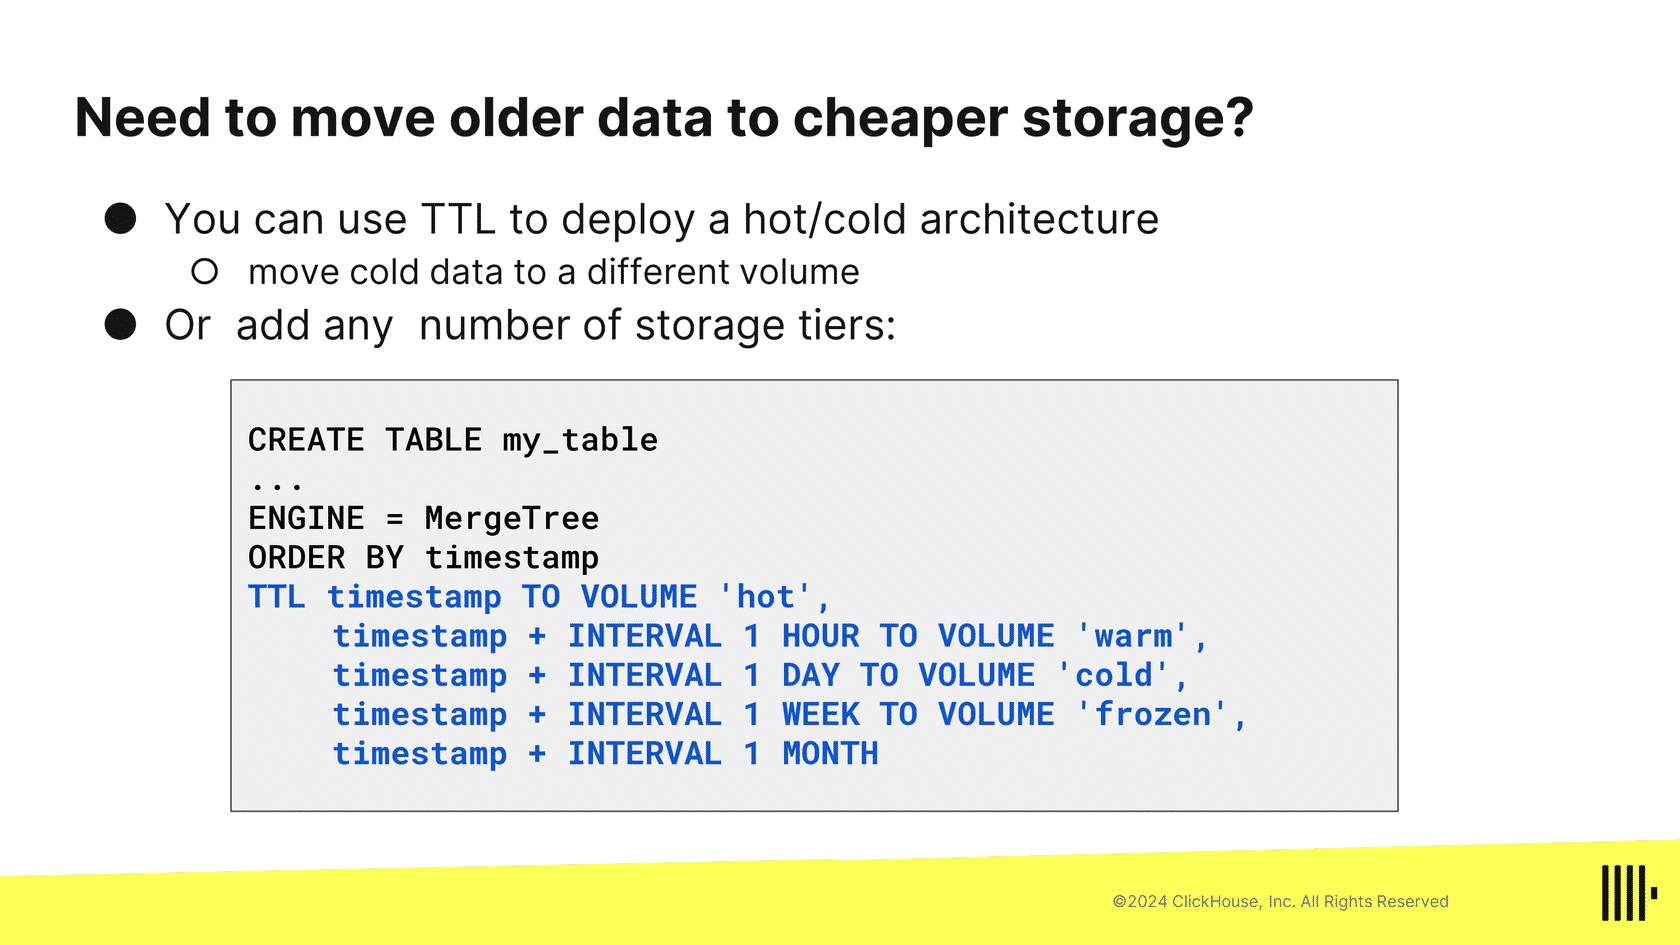 Need to move older data to cheaper storage?
● You can use TTL to deploy a hot/cold architecture
○ move cold data to a different volume
● Or add any number of storage tiers:
CREATE TABLE my_table
...
ENGINE = MergeTree
ORDER BY timestamp
TTL timestamp TO VOLUME 'hot',
timestamp + INTERVAL 1 HOUR TO VOLUME 'warm',
timestamp + INTERVAL 1 DAY TO VOLUME 'cold',
timestamp + INTERVAL 1 WEEK TO VOLUME 'frozen',
timestamp + INTERVAL 1 MONTH
©2024 ClickHouse, Inc. All Rights Reserved